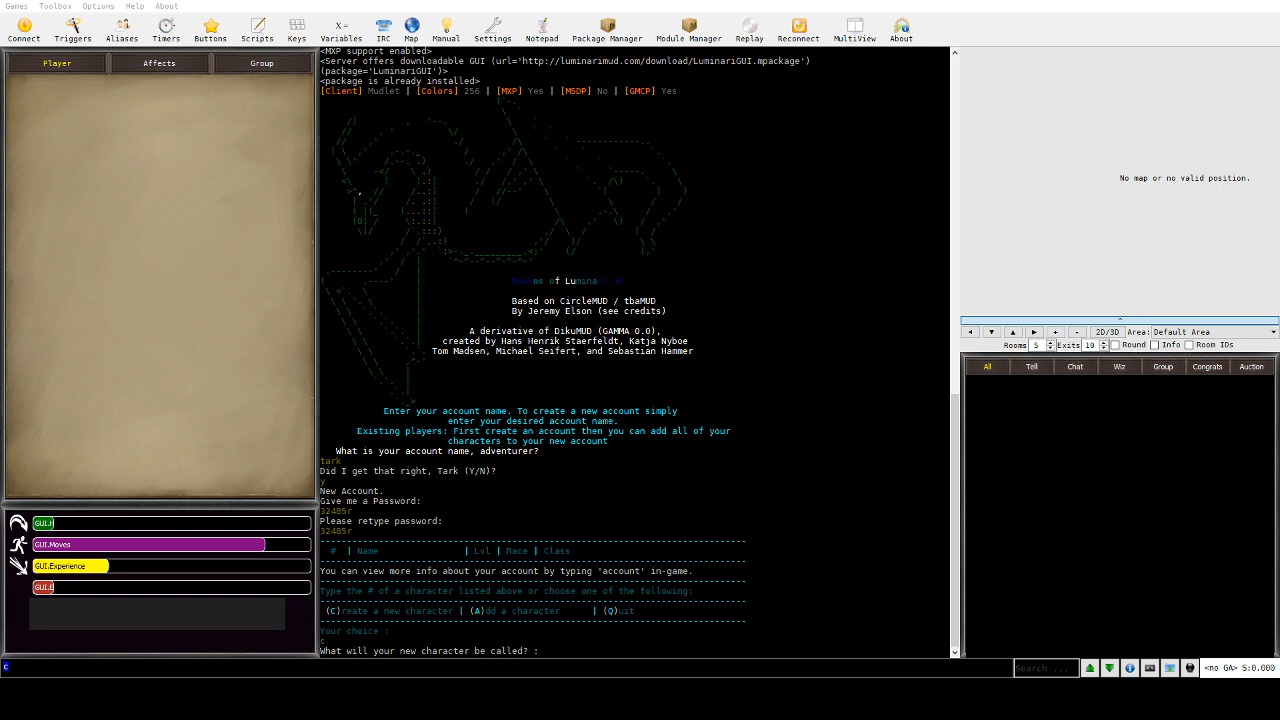 Games Toolbox Options Help About
Connect Triggers Aliases Timers Buttons Scripts Keys Variables IRC Map Manual Settings Notepad Package Manager Module Manager Replay Reconnect MultiView About
Player Affects Group
<MXP support enabled>
<Server offers downloadable GUI (url='http://luminarimud.com/download/LuminariGUI.mpackage')
(package='LuminariGUI')>
<package is already installed>
[Client] Mudlet | [Colors] 256 | [MXP] Yes | [MSDP] No | [GMCP] Yes
Based on CircleMUD / tbaMUD
By Jeremy Elson (see credits)
A derivative of DikuMUD (GAMMA 0.0),
created by Hans Henrik Staerfeldt, Katja Nyboe
Tom Madsen, Michael Seifert, and Sebastian Hammer
Enter your account name. To create a new account simply
enter your desired account name.
Existing players: First create an account then you can add all of your
characters to your new account
What is your account name, adventurer?
tark
Did I get that right, Tark (Y/N)?
y
New Account.
Give me a Password:
32485r
Please retype password:
32485r
# | Name | Lvl | Race | Class
You can view more info about your account by typing 'account' in-game.
Type the # of a character listed above or choose one of the following:
(C)reate a new character | (A)dd a character | (Q)uit
Your choice :
c
What will your new character be called? :
GUI.H
GUI.Moves
GUI.Experience
GUI.E
No map or no valid position.
2D/3D Area: Default Area
Rooms 5 Exits 10 Round Info Room IDs
All Tell Chat Wiz Group Congrats Auction
c
Search ...
<no GA> S:0.000